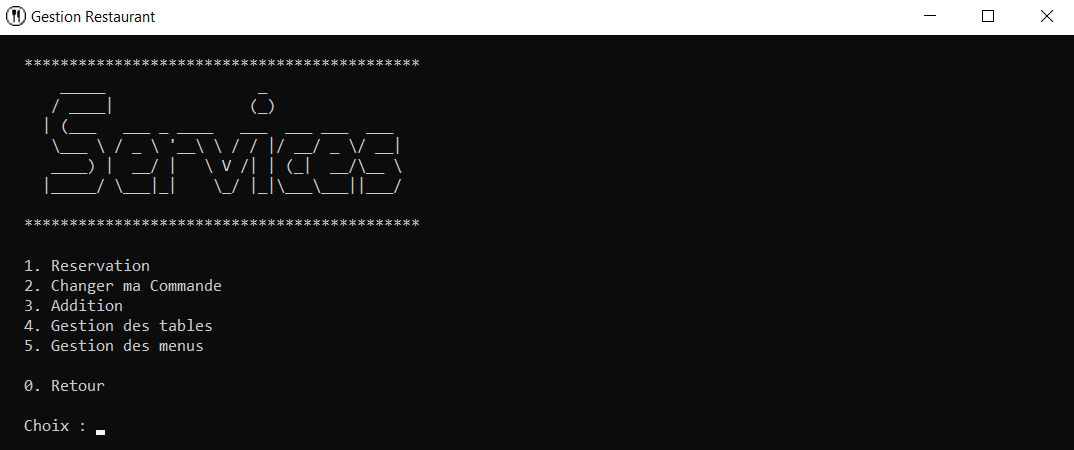 Gestion Restaurant
********************************************
Services
********************************************
1. Reservation
2. Changer ma Commande
3. Addition
4. Gestion des tables
5. Gestion des menus
0. Retour
Choix :